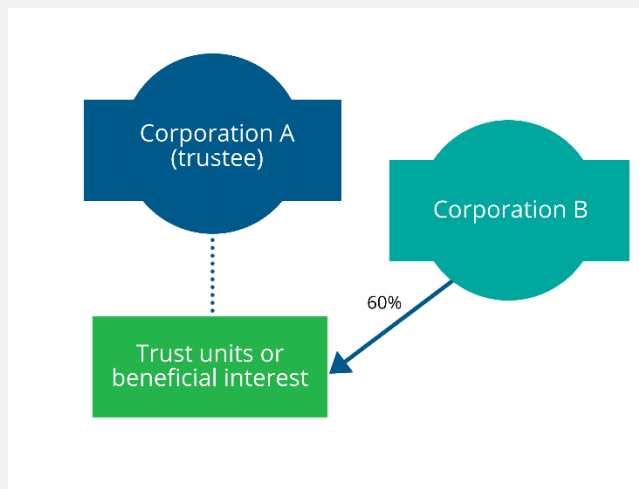 Corporation A
(trustee)
Corporation B
60%
Trust units or
beneficial interest